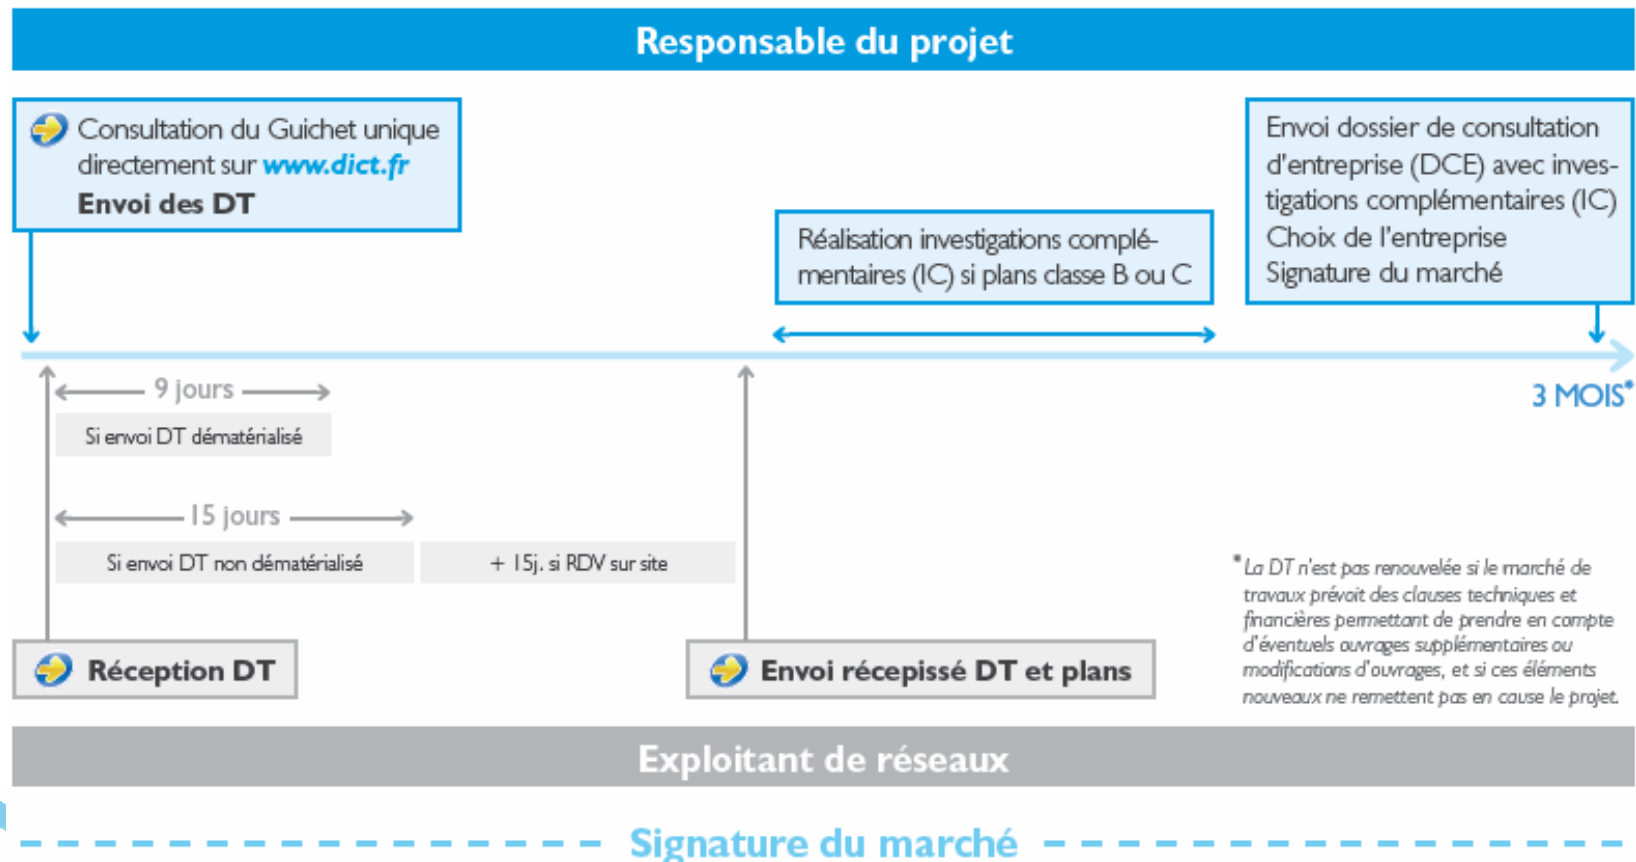 Responsable du projet
Consultation du Guichet unique
directement sur www.dict.fr
Envoi des DT
Réalisation investigations complé-
mentaires (IC) si plans classe B ou C
Envoi dossier de consultation
d'entreprise (DCE) avec inves-
tigations complémentaires (IC)
Choix de l'entreprise
Signature du marché
3 MOIS*
9 jours
Si envoi DT dématérialisé
15 jours
Si envoi DT non dématérialisé
+ 15j. si RDV sur site
Réception DT
Envoi récepissé DT et plans
*La DT n'est pas renouvelée si le marché de
travaux prévoit des clauses techniques et
financières permettant de prendre en compte
d'éventuels ouvrages supplémentaires ou
modifications d'ouvrages, et si ces éléments
nouveaux ne remettent pas en cause le projet.
Exploitant de réseaux
Signature du marché